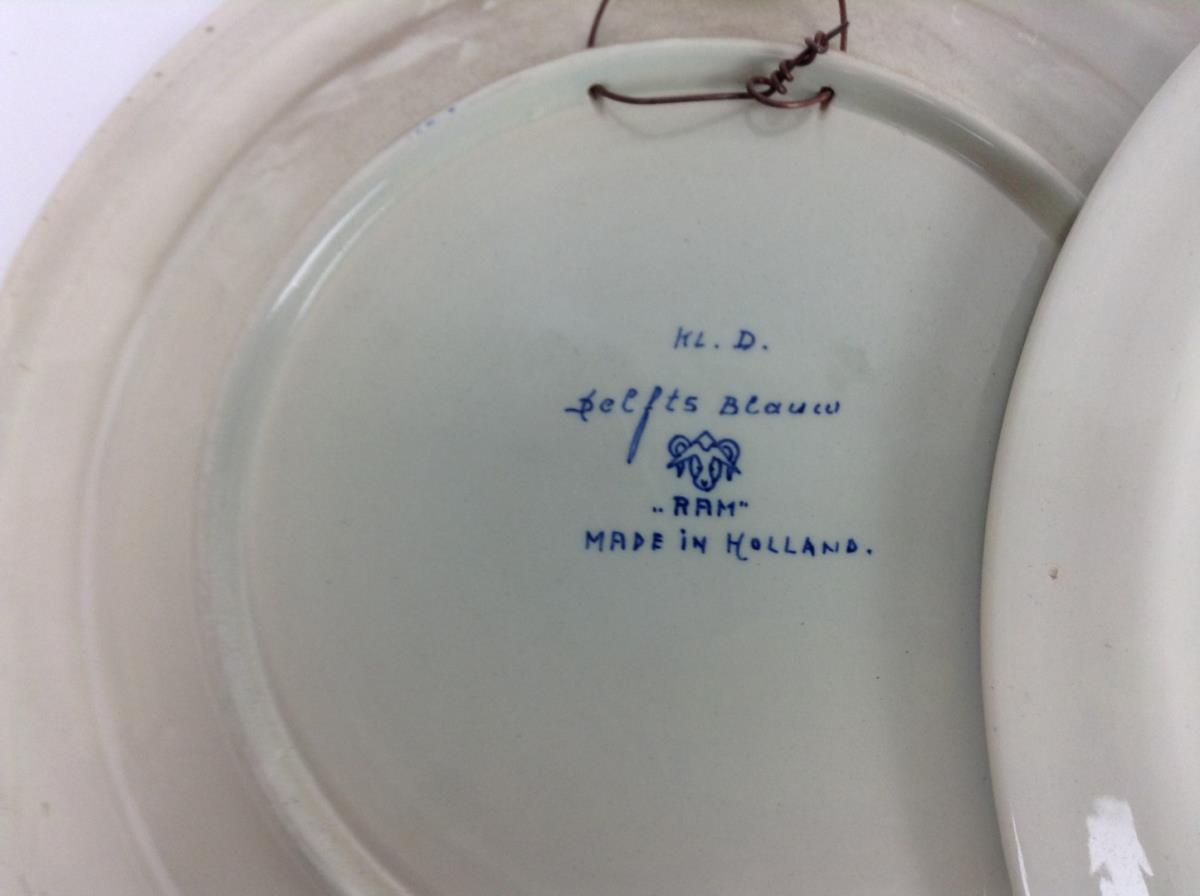 KL. D.
Delfts Blauw
„RAM"
MADE iN HOLLAND.